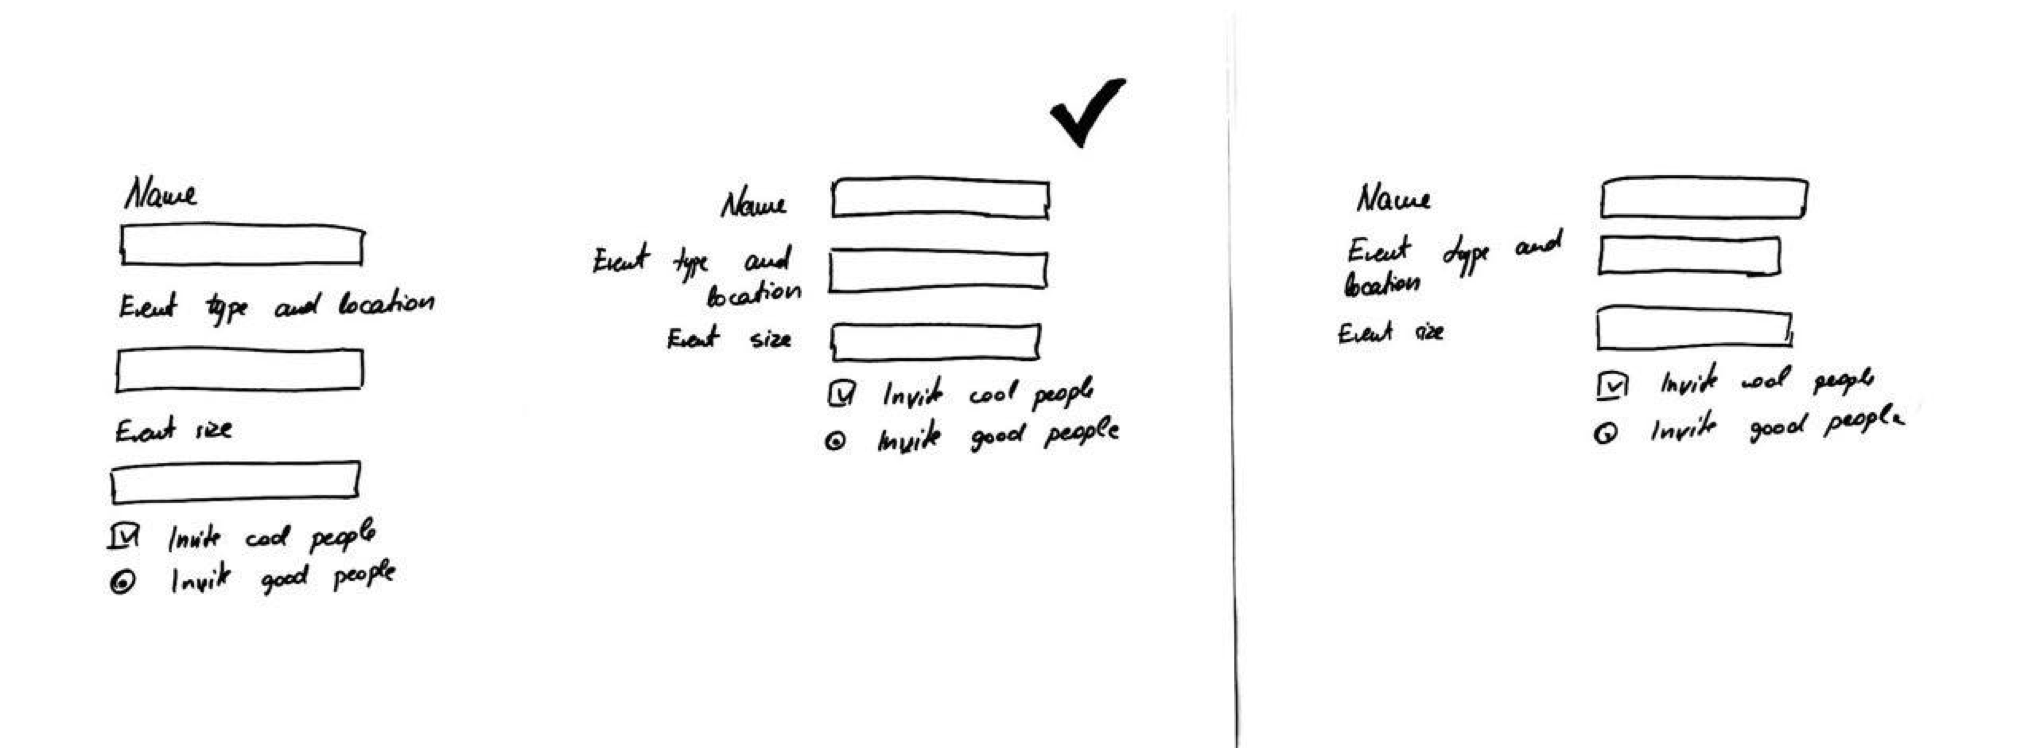 Name
Event type and location
Event size
Invite cool people
Invite good people
Name
Event type and
location
Event size
Invite cool people
Invite good people
Name
Event type and
location
Event size
Invite cool people
Invite good people